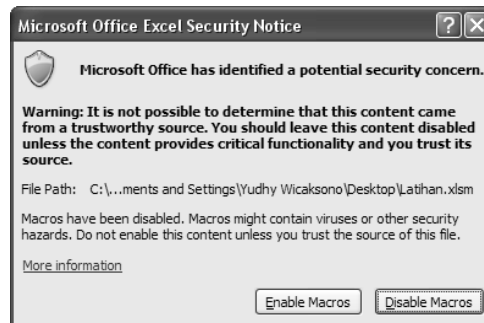 Microsoft Office Excel Security Notice
Microsoft Office has identified a potential security concern.
Warning: It is not possible to determine that this content came
from a trustworthy source. You should leave this content disabled
unless the content provides critical functionality and you trust its
source.
File Path: C:\...ments and Settings\Yudhy Wicaksono\Desktop\Latihan.xlsm
Macros have been disabled. Macros might contain viruses or other security
hazards. Do not enable this content unless you trust the source of this file.
More information
Enable Macros Disable Macros